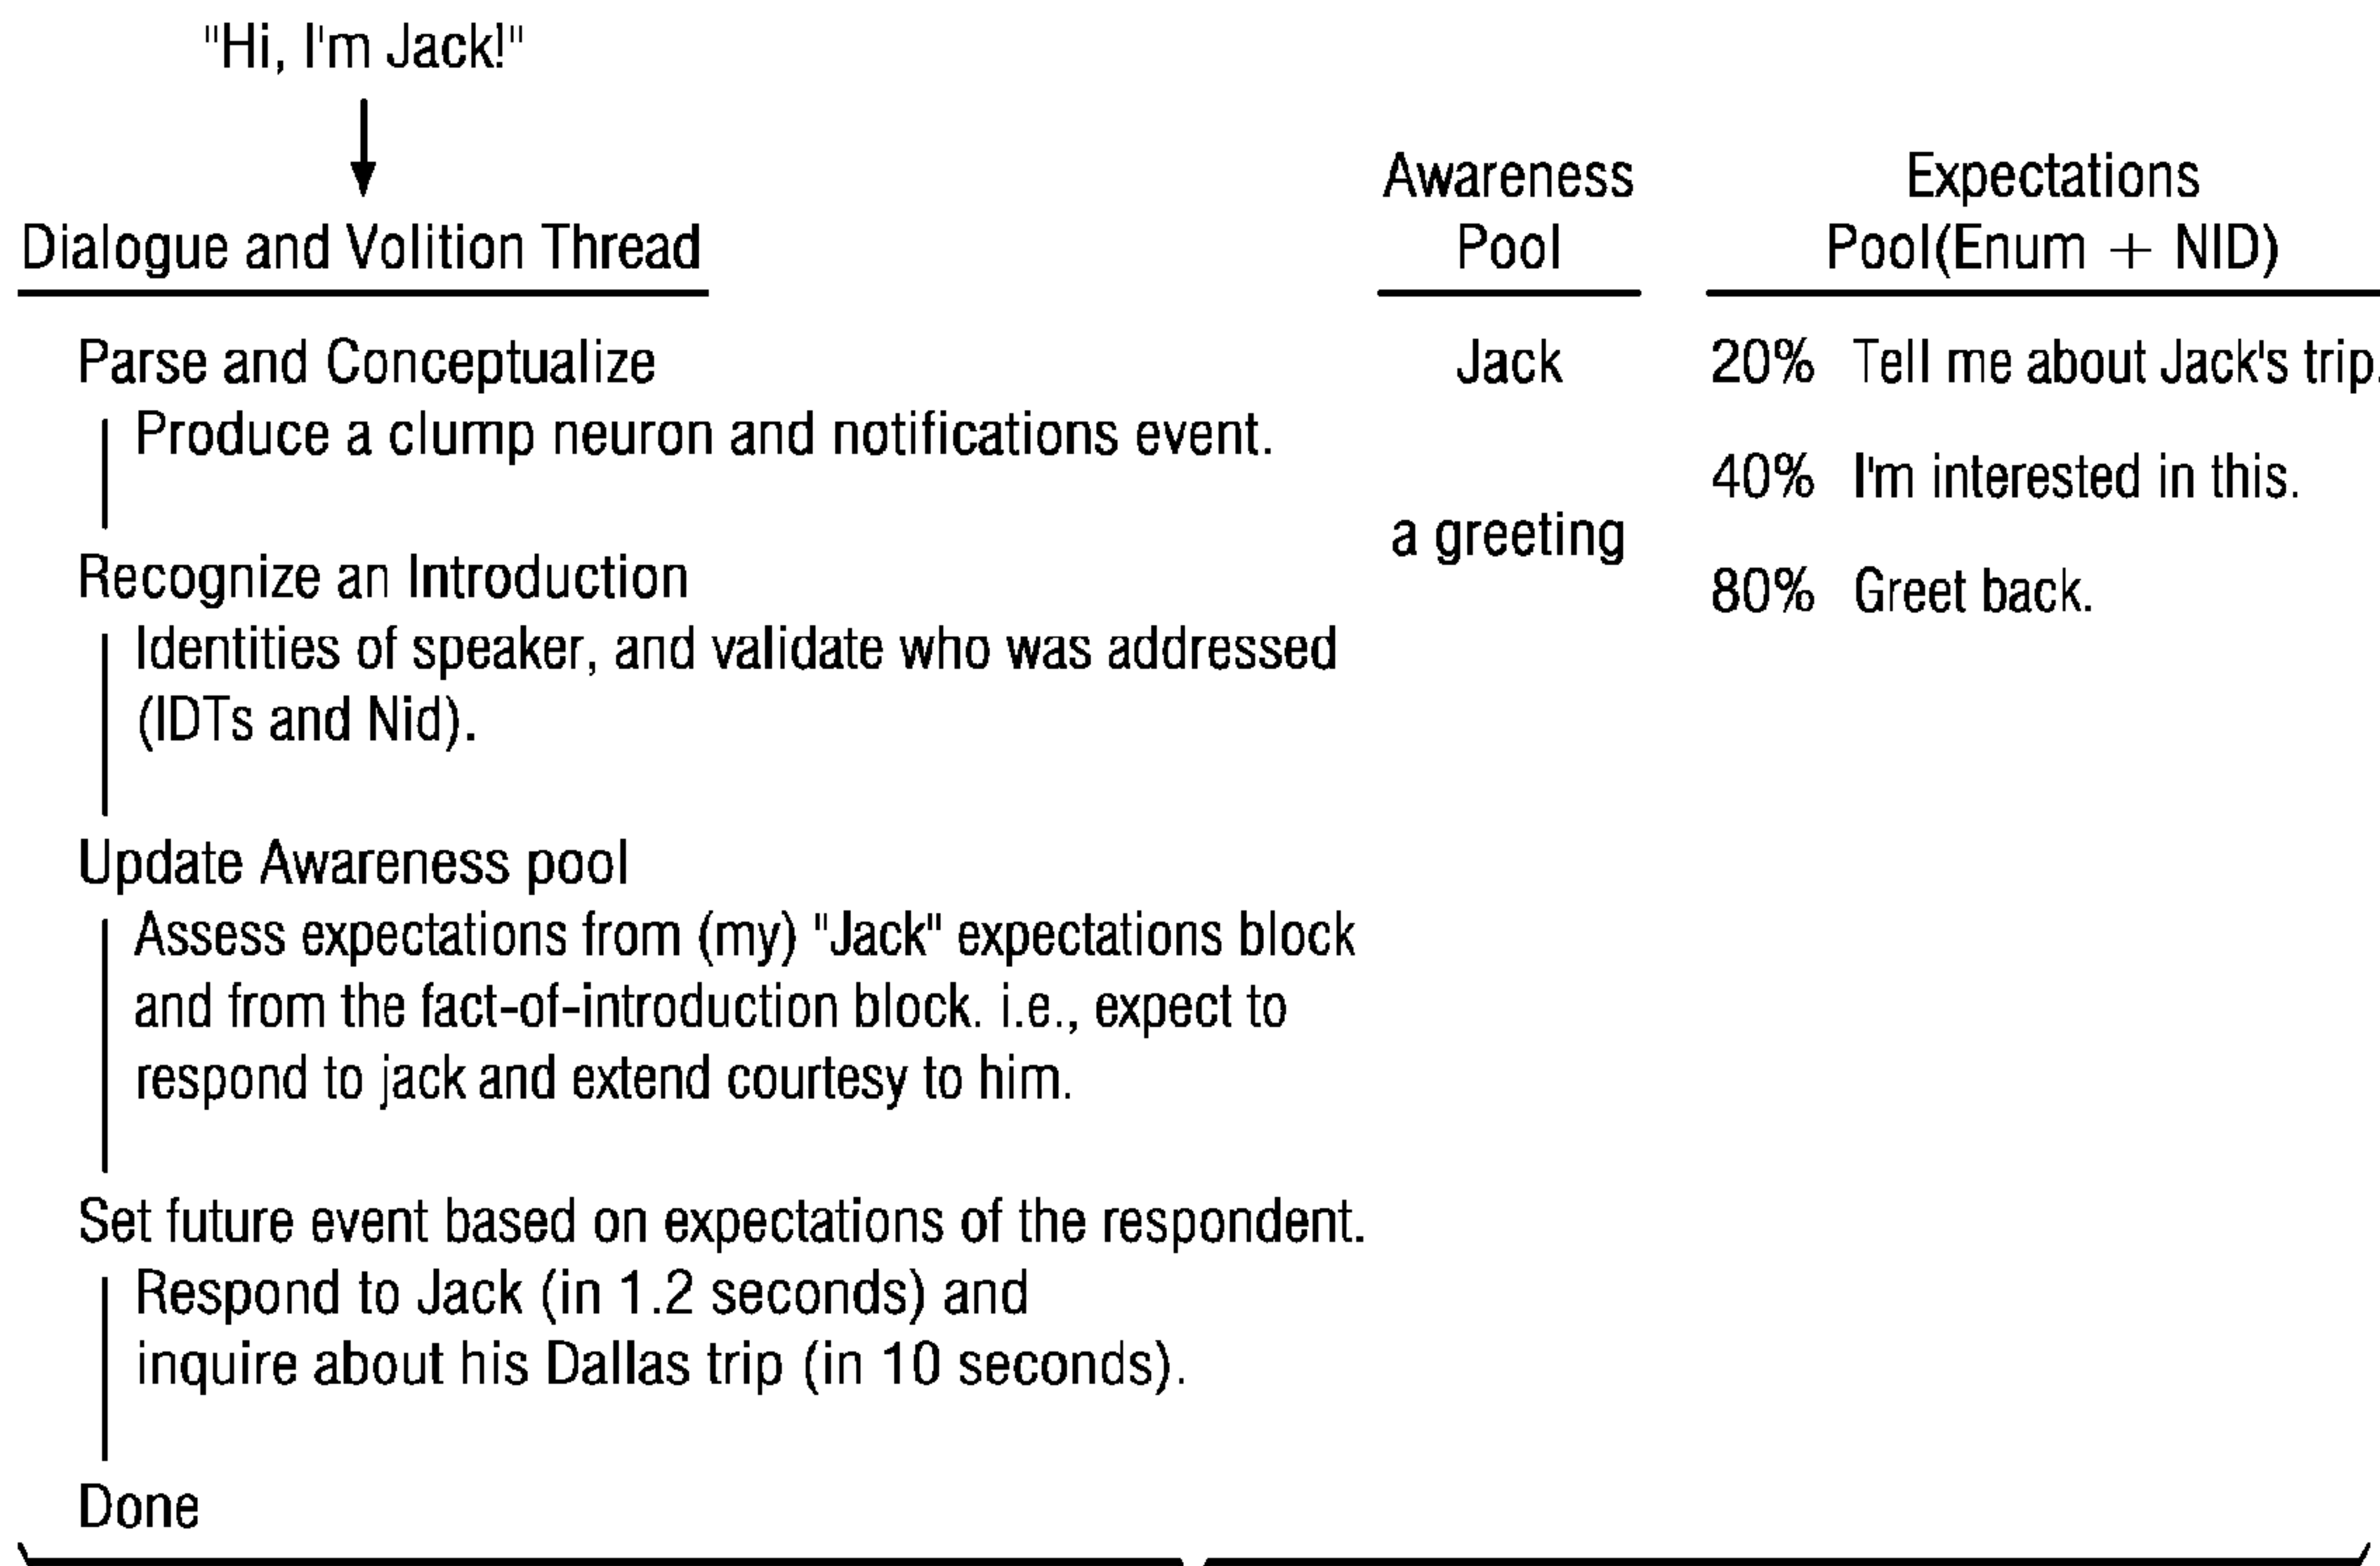 "Hi, I'm Jack!"
Dialogue and Volition Thread
Parse and Conceptualize
Produce a clump neuron and notifications event.
Recognize an Introduction
Identities of speaker, and validate who was addressed
(IDTs and Nid).
Update Awareness pool
Assess expectations from (my) "Jack" expectations block
and from the fact-of-introduction block. i.e., expect to
respond to jack and extend courtesy to him.
Set future event based on expectations of the respondent.
Respond to Jack (in 1.2 seconds) and
inquire about his Dallas trip (in 10 seconds).
Done
Awareness
Pool
Jack
a greeting
Expectations
Pool(Enum + NID)
20% Tell me about Jack's trip.
40% I'm interested in this.
80% Greet back.